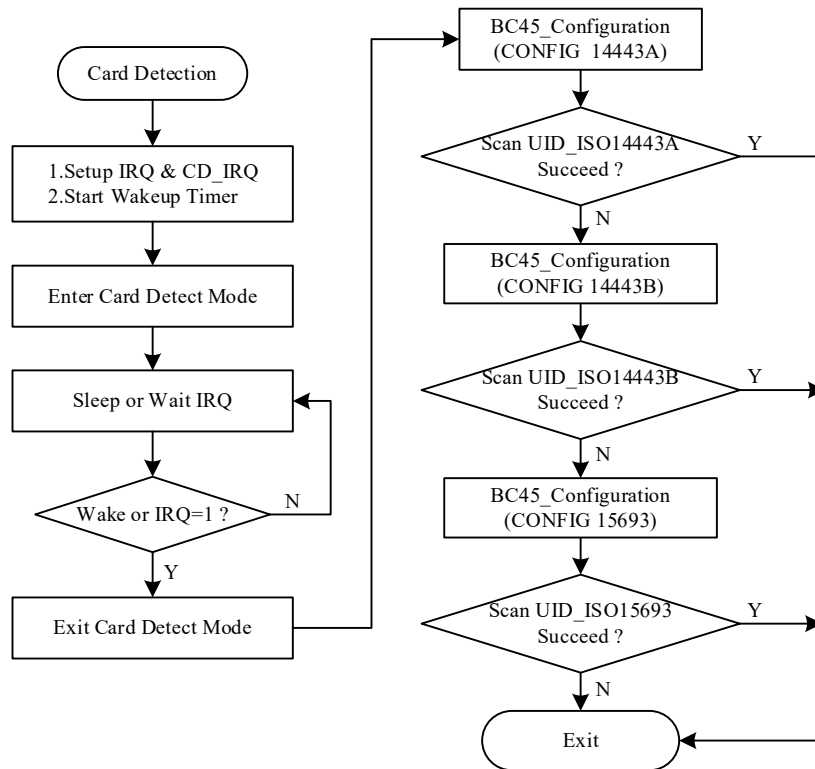 Card Detection
1.Setup IRQ & CD_IRQ
2.Start Wakeup Timer
Enter Card Detect Mode
Sleep or Wait IRQ
Wake or IRQ=1 ?
N
Y
Exit Card Detect Mode
BC45_Configuration
(CONFIG 14443A)
Scan UID_ISO14443A
Succeed ?
Y
N
BC45_Configuration
(CONFIG 14443B)
Scan UID_ISO14443B
Succeed ?
Y
N
BC45_Configuration
(CONFIG 15693)
Scan UID_ISO15693
Succeed ?
Y
N
Exit